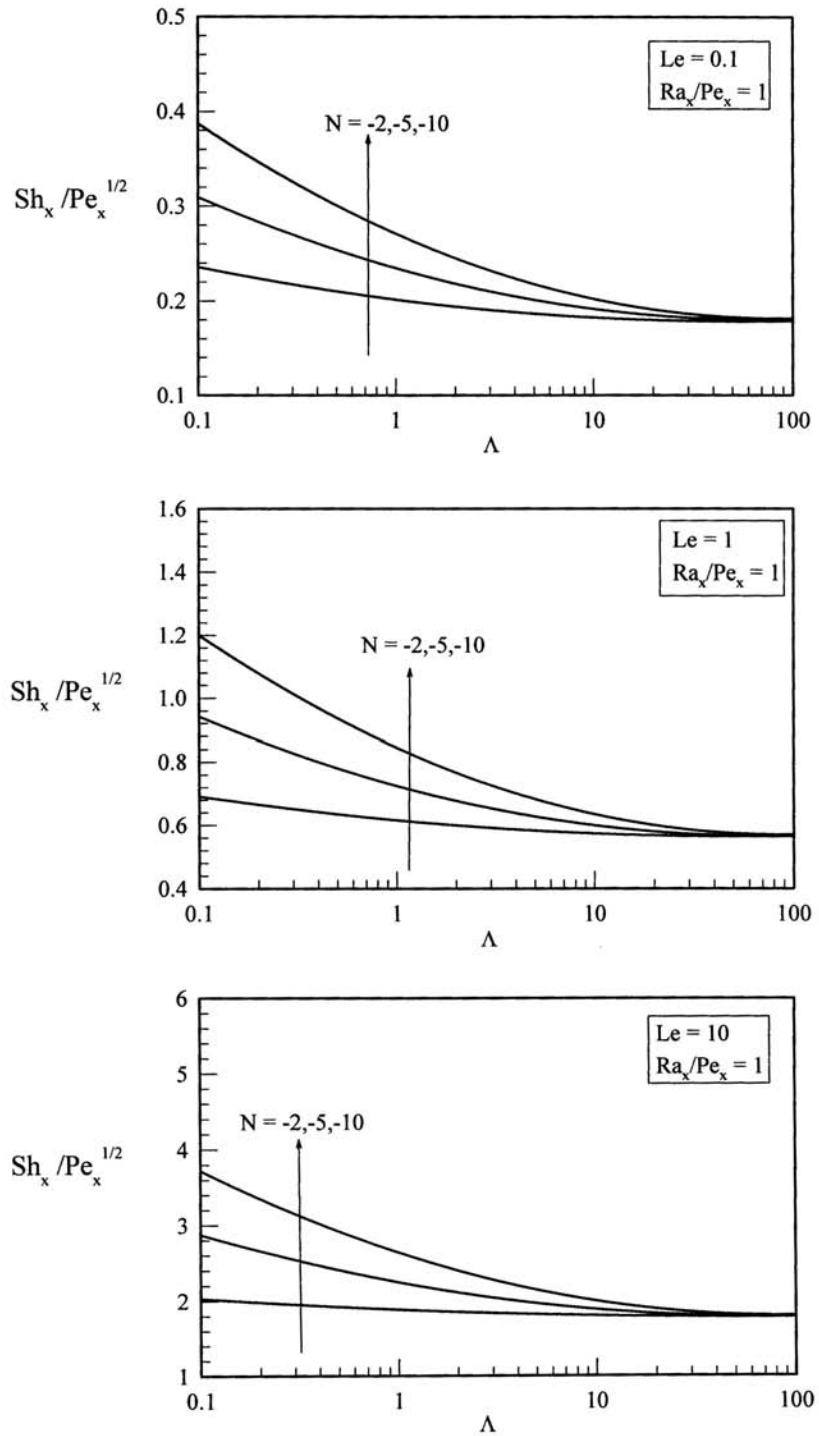 0.5
Le = 0.1
Ra_x/Pe_x = 1
0.4
N = -2,-5,-10
Sh_x /Pe_x^1/2
0.3
0.2
0.1
0.1 1 10 100
Λ
1.6
Le = 1
Ra_x/Pe_x = 1
1.4
1.2
N = -2,-5,-10
Sh_x /Pe_x^1/2
1.0
0.8
0.6
0.4
0.1 1 10 100
Λ
6
Le = 10
Ra_x/Pe_x = 1
5
4
N = -2,-5,-10
Sh_x /Pe_x^1/2
3
2
1
0.1 1 10 100
Λ